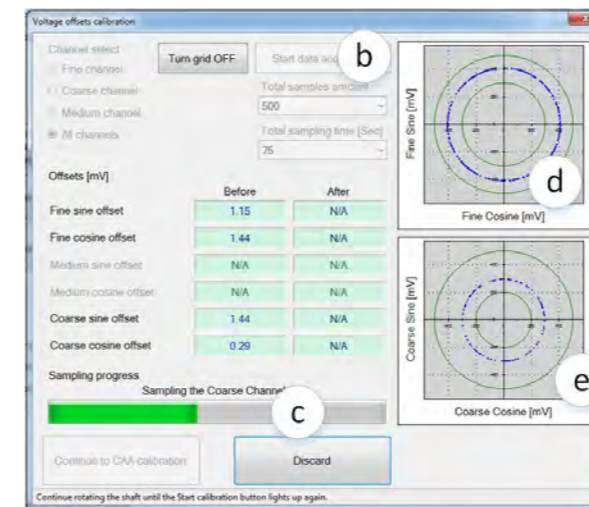 Voltage offsets calibration
Channel select
Fine channel
Coarse channel
Medium channel
All channels
Turn grid OFF
Start data
b
Total samples amount
500
Total sampling time [Sec]
75
Offsets [mV]
Before After
Fine sine offset 1.15 N/A
Fine cosine offset 1.44 N/A
Medium sine offset N/A N/A
Medium cosine offset N/A N/A
Coarse sine offset 1.44 N/A
Coarse cosine offset 0.29 N/A
Sampling progress
Sampling the Coarse Channel
c
Continue to CAA calibration
Discard
Continue rotating the shaft until the Start calibration button lights up again.
Fine Sine [mV]
d
Fine Cosine [mV]
Coarse Sine [mV]
e
Coarse Cosine [mV]